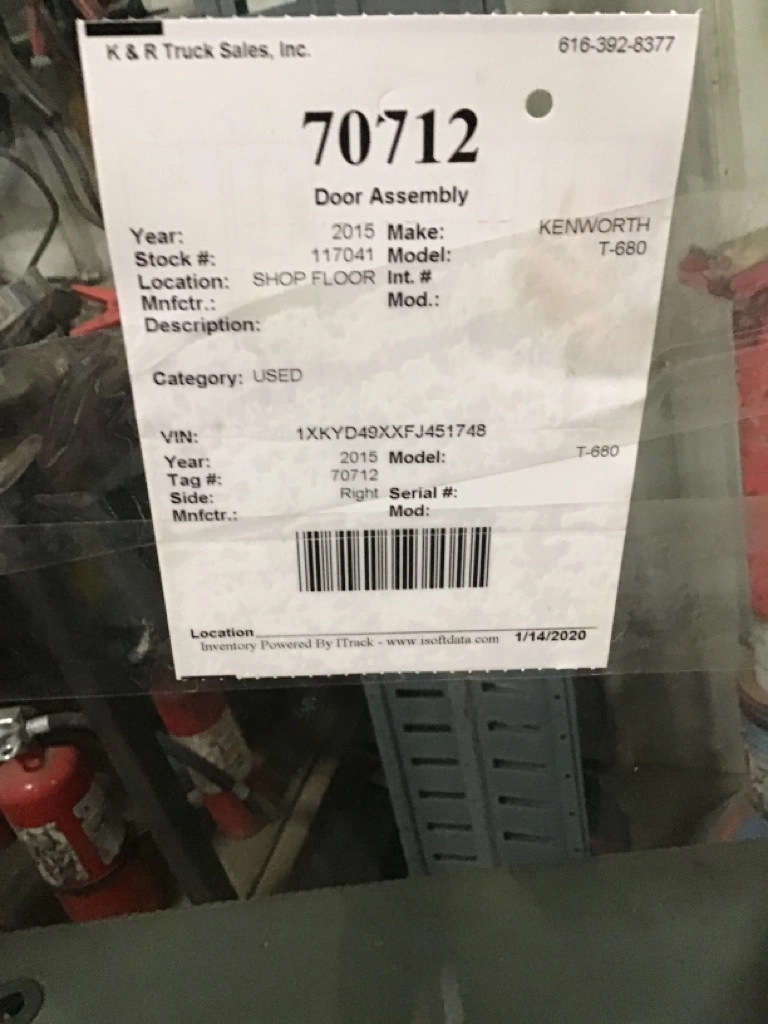 K & R Truck Sales, Inc. 616-392-8377
70712
Door Assembly
Year: 2015 Make: KENWORTH
Stock #: 117041 Model: T-680
Location: SHOP FLOOR Int. #
Mnfctr.: Mod.:
Description:
Category: USED
VIN: 1XKYD49XXFJ451748
Year: 2015 Model: T-680
Tag #: 70712
Side: Right Serial #:
Mnfctr.: Mod:
Location
Inventory Powered By ITrack - www.isoftdata.com 1/14/2020